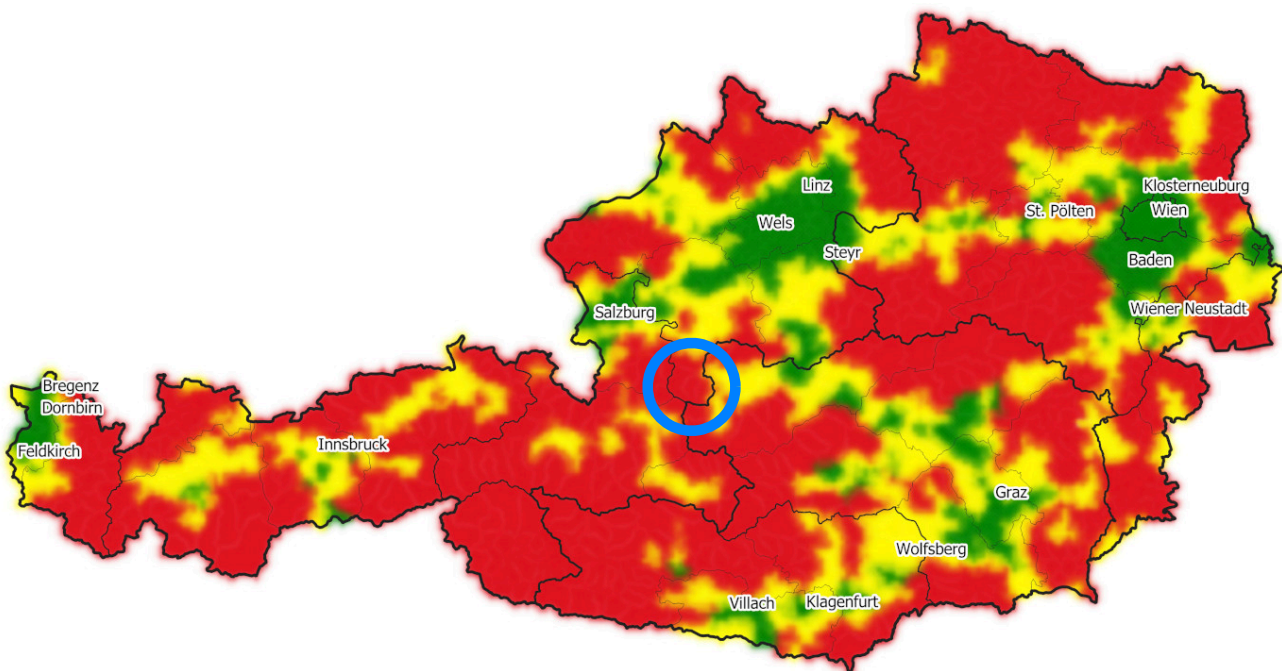 Linz
Klosterneuburg
Wels
St. Pölten
Wien
Steyr
Baden
Salzburg
Wiener Neustadt
Bregenz
Dornbirn
Innsbruck
Feldkirch
Graz
Wolfsberg
Villach
Klagenfurt